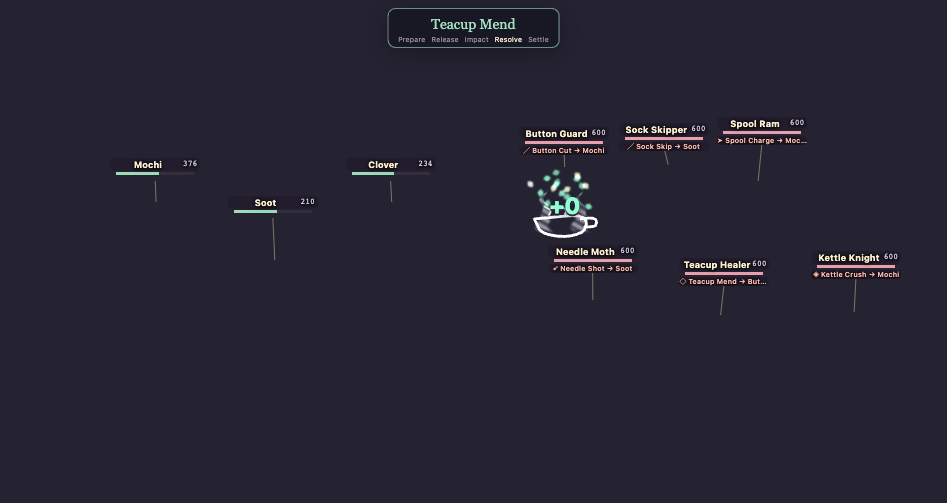 Teacup Mend
Prepare Release Impact Resolve Settle
Mochi 376
Soot 210
Clover 234
Button Guard 600
Button Cut → Mochi
Sock Skipper 600
Sock Skip → Soot
Spool Ram 600
Spool Charge → Moc...
+0
Needle Moth 600
Needle Shot → Soot
Teacup Healer 600
Teacup Mend → But...
Kettle Knight 600
Kettle Crush → Mochi